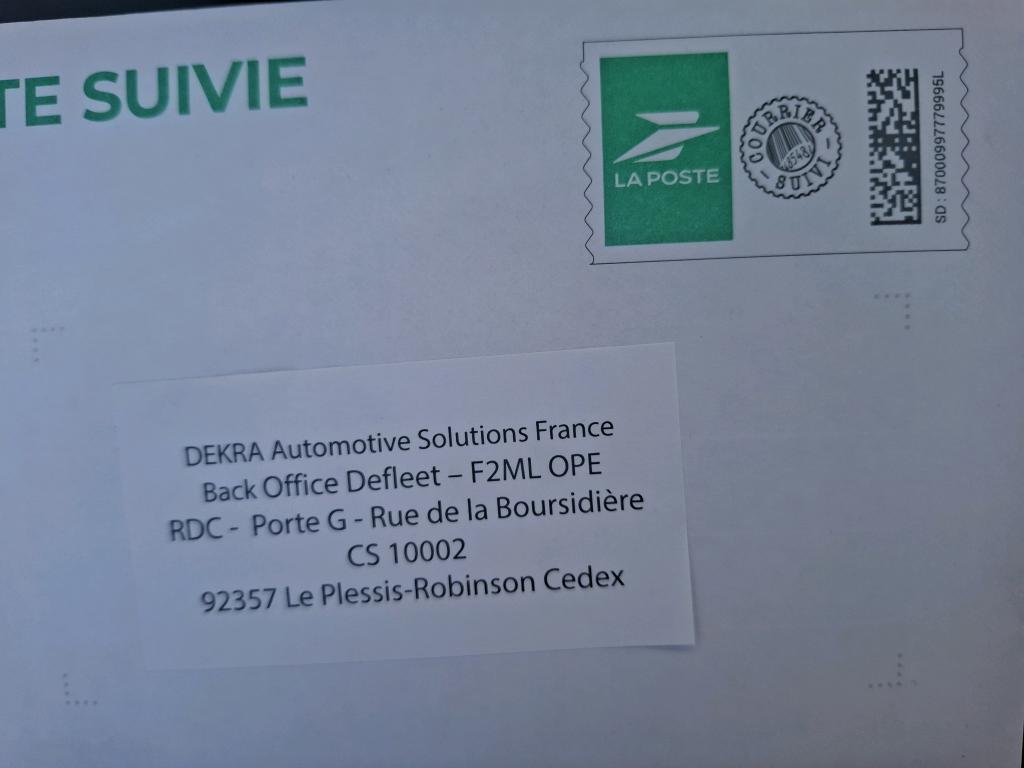 TE SUIVIE
LA POSTE
COURRIER
SUIVI
SD : 87000997779995L
DEKRA Automotive Solutions France
Back Office Defleet – F2ML OPE
RDC - Porte G - Rue de la Boursidière
CS 10002
92357 Le Plessis-Robinson Cedex